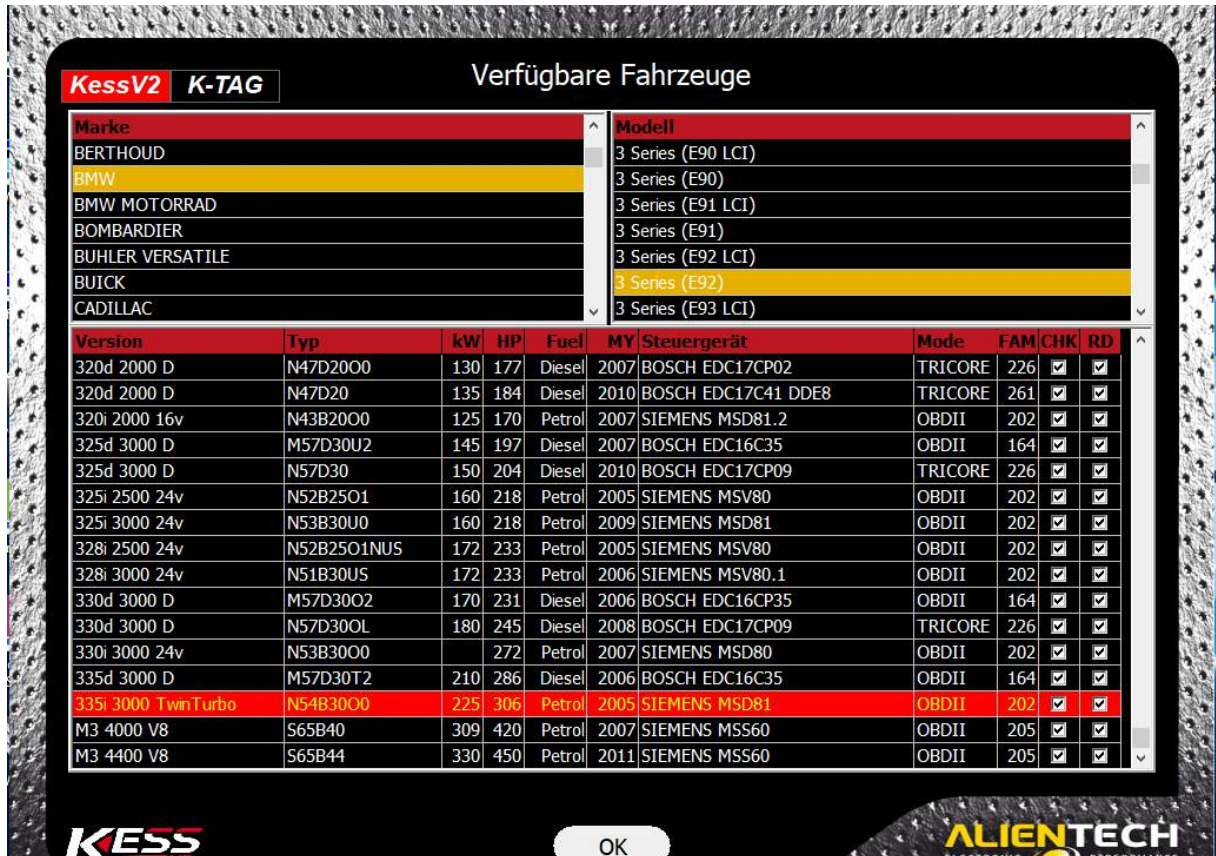 Verfügbare Fahrzeuge
KessV2 K-TAG
Marke
BERTHOUD
BMW
BMW MOTORRAD
BOMBARDIER
BUHLER VERSATILE
BUICK
CADILLAC
Modell
3 Series (E90 LCI)
3 Series (E90)
3 Series (E91 LCI)
3 Series (E91)
3 Series (E92 LCI)
3 Series (E92)
3 Series (E93 LCI)
Version Typ kW HP Fuel MY Steuergerät Mode FAM CHK RD
320d 2000 D N47D20O0 130 177 Diesel 2007 BOSCH EDC17CP02 TRICORE 226
320d 2000 D N47D20 135 184 Diesel 2010 BOSCH EDC17C41 DDE8 TRICORE 261
320i 2000 16v N43B20O0 125 170 Petrol 2007 SIEMENS MSD81.2 OBDII 202
325d 3000 D M57D30U2 145 197 Diesel 2007 BOSCH EDC16C35 OBDII 164
325d 3000 D N57D30 150 204 Diesel 2010 BOSCH EDC17CP09 TRICORE 226
325i 2500 24v N52B25O1 160 218 Petrol 2005 SIEMENS MSV80 OBDII 202
325i 3000 24v N53B30U0 160 218 Petrol 2009 SIEMENS MSD81 OBDII 202
328i 2500 24v N52B25O1NUS 172 233 Petrol 2005 SIEMENS MSV80 OBDII 202
328i 3000 24v N51B30US 172 233 Petrol 2006 SIEMENS MSV80.1 OBDII 202
330d 3000 D M57D30O2 170 231 Diesel 2006 BOSCH EDC16CP35 OBDII 164
330d 3000 D N57D30OL 180 245 Diesel 2008 BOSCH EDC17CP09 TRICORE 226
330i 3000 24v N53B30O0 272 Petrol 2007 SIEMENS MSD80 OBDII 202
335d 3000 D M57D30T2 210 286 Diesel 2006 BOSCH EDC16C35 OBDII 164
335i 3000 TwinTurbo N54B30O0 225 306 Petrol 2005 SIEMENS MSD81 OBDII 202
M3 4000 V8 S65B40 309 420 Petrol 2007 SIEMENS MSS60 OBDII 205
M3 4400 V8 S65B44 330 450 Petrol 2011 SIEMENS MSS60 OBDII 205
KESS
OK
ALIENTECH